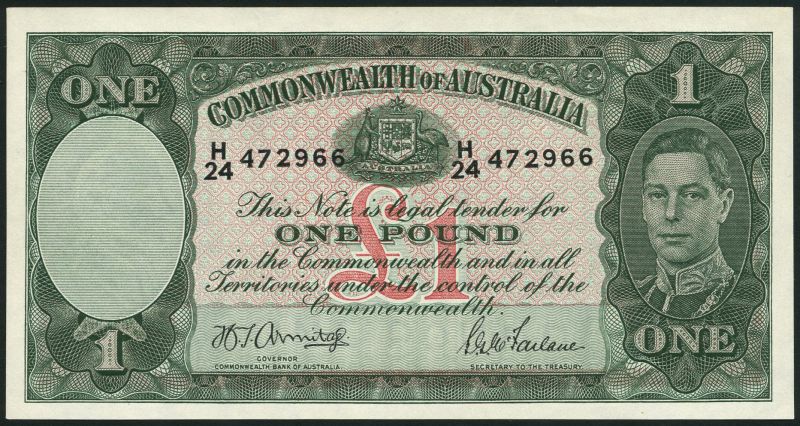 ONE
COMMONWEALTH OF AUSTRALIA
1
H/24 472966
H/24 472966
AUSTRALIA
This Note is legal tender for
ONE POUND
£1
in the Commonwealth and in all
Territories under the control of the
Commonwealth.
H.T. Armitage
GOVERNOR
COMMONWEALTH BANK OF AUSTRALIA.
S.G. McFarlane
SECRETARY TO THE TREASURY.
1
ONE